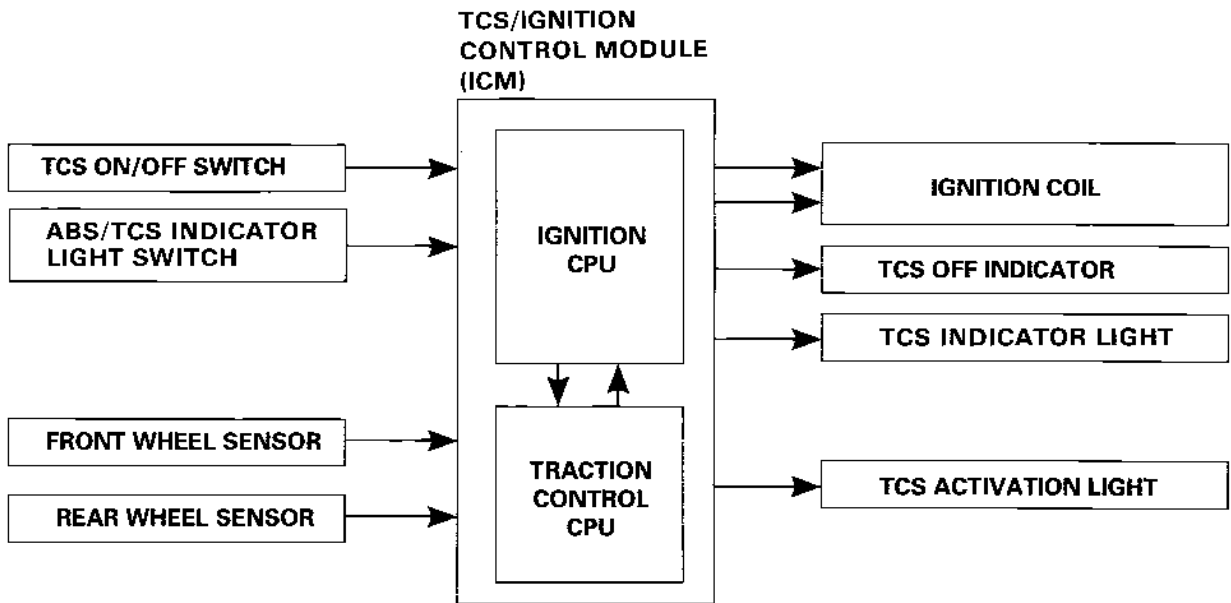 TCS/IGNITION
CONTROL MODULE
(ICM)
TCS ON/OFF SWITCH
ABS/TCS INDICATOR
LIGHT SWITCH
FRONT WHEEL SENSOR
REAR WHEEL SENSOR
IGNITION
CPU
TRACTION
CONTROL
CPU
IGNITION COIL
TCS OFF INDICATOR
TCS INDICATOR LIGHT
TCS ACTIVATION LIGHT